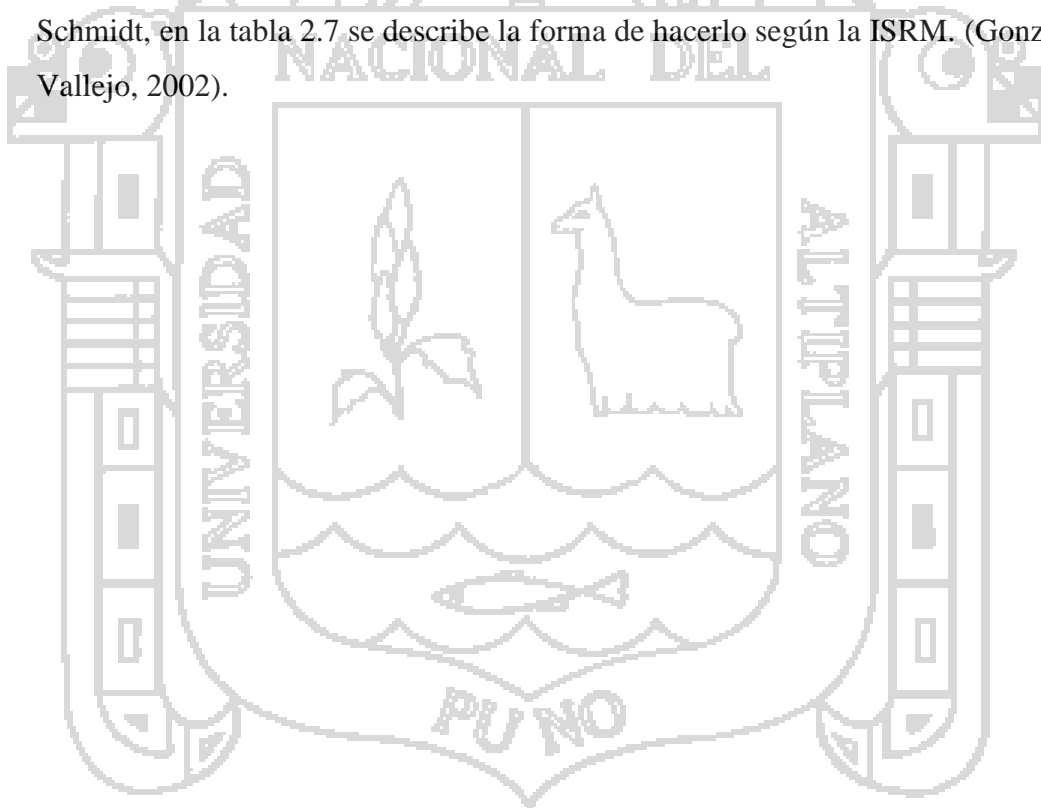 Schmidt, en la tabla 2.7 se describe la forma de hacerlo según la ISRM. (Gonz
Vallejo, 2002).
NACIONAL DEL
UNIVERSIDAD
ALTIPLANO
PUNO